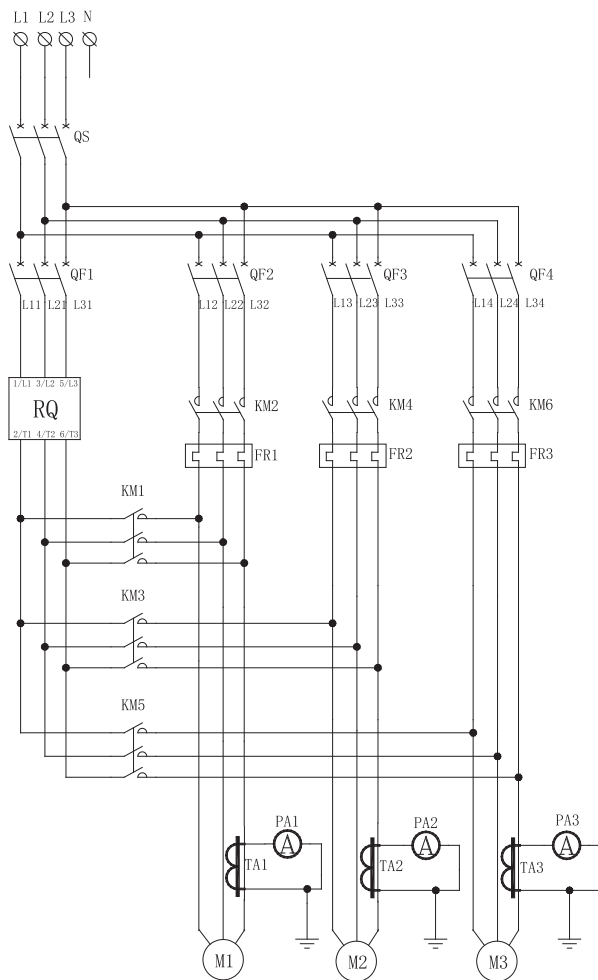 L1 L2 L3 N
QS
QF1 QF2 QF3 QF4
L11 L21 L31 L12 L22 L32 L13 L23 L33 L14 L24 L34
1/L1 3/L2 5/L3
RQ
2/T1 4/T2 6/T3
KM2 KM4 KM6
FR1 FR2 FR3
KM1
KM3
KM5
PA1 PA2 PA3
A A A
TA1 TA2 TA3
M1 M2 M3